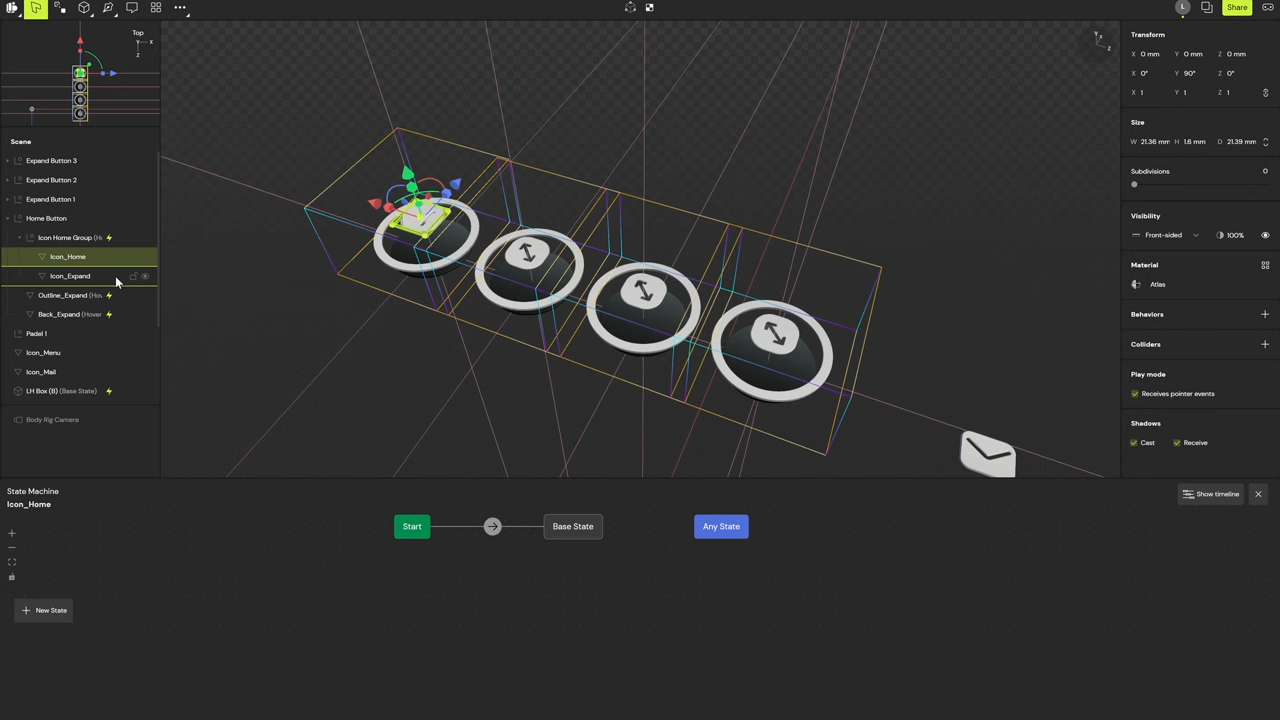 L
Share
Top
Y
X
Z
Y
X
Z
Scene
Expand Button 3
Expand Button 2
Expand Button 1
Home Button
Icon Home Group (H
Icon_Home
Icon_Expand
Outline_Expand (Hov
Back_Expand (Hover
Padel 1
Icon_Menu
Icon_Mail
LH Box (B) (Base State)
Body Rig Camera
Transform
X 0 mm Y 0 mm Z 0 mm
X 0° Y 90° Z 0°
X 1 Y 1 Z 1
Size
W 21.36 mm H 1.6 mm D 21.39 mm
Subdivisions 0
Visibility
Front-sided 100%
Material
Atlas
Behaviors
Colliders
Play mode
Receives pointer events
Shadows
Cast Receive
State Machine
Icon_Home
Show timeline
Start Base State Any State
New State